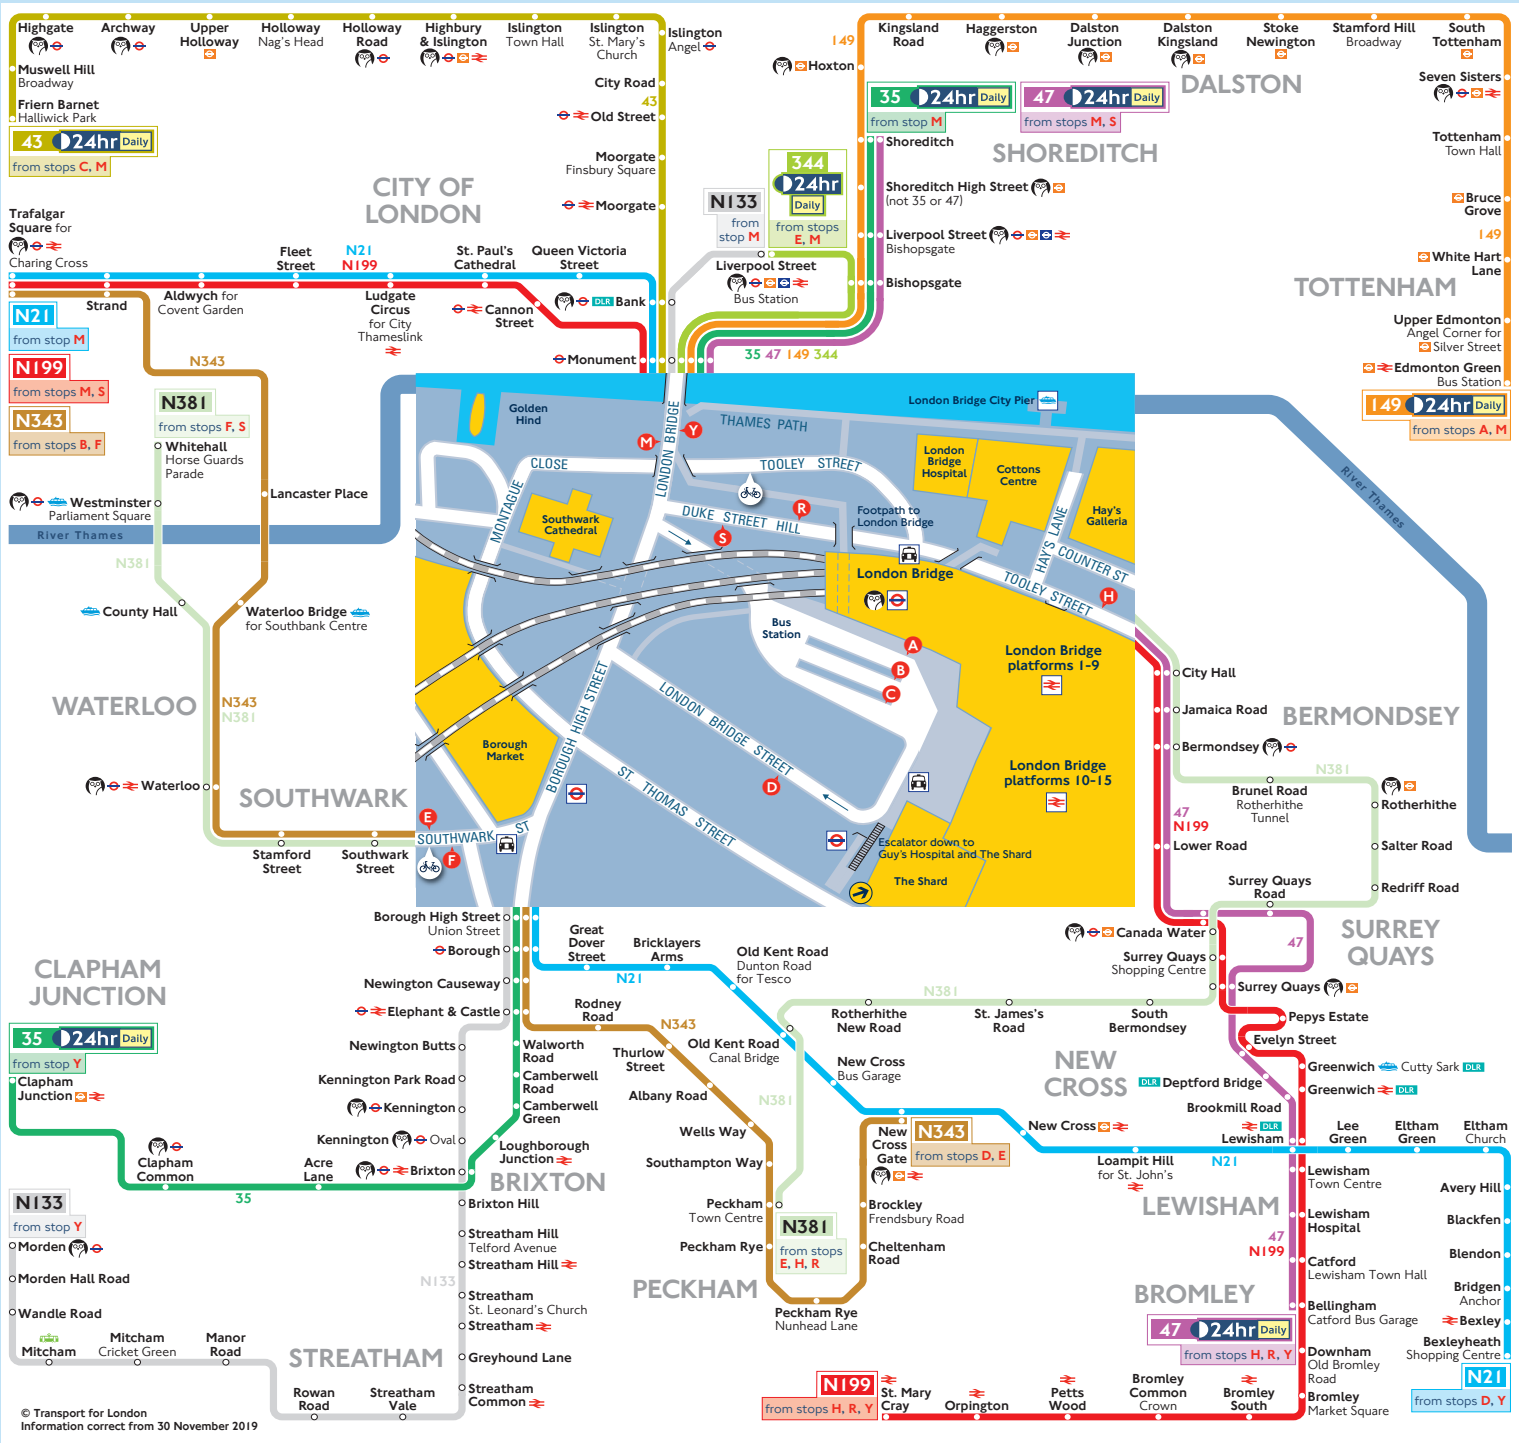 Highgate
Archway
Upper
Holloway
Holloway
Nag's Head
Holloway
Road
Highbury
& Islington
Islington
Town Hall
Islington
St. Mary's
Church
Islington
Angel
Muswell Hill
Broadway
Friern Barnet
Halliwick Park
43 24hr Daily
from stops C, M
City Road
43
Old Street
Moorgate
Finsbury Square
Moorgate
CITY OF
LONDON
149
Hoxton
Kingsland
Road
Haggerston
Dalston
Junction
Dalston
Kingsland
Stoke
Newington
Stamford Hill
Broadway
South
Tottenham
DALSTON
Seven Sisters
35 24hr Daily
from stop M
47 24hr Daily
from stops M, S
Shoreditch
SHOREDITCH
Shoreditch High Street
(not 35 or 47)
Liverpool Street
Bishopsgate
Bishopsgate
344
24hr
Daily
from stops
E, M
N133
from
stop M
Liverpool Street
Bus Station
Tottenham
Town Hall
Bruce
Grove
149
White Hart
Lane
TOTTENHAM
Upper Edmonton
Angel Corner for
Silver Street
Edmonton Green
Bus Station
149 24hr Daily
from stops A, M
Trafalgar
Square for
Charing Cross
Strand
Aldwych for
Covent Garden
Fleet
Street
N21
N199
Ludgate
Circus
for City
Thameslink
St. Paul's
Cathedral
Queen Victoria
Street
Cannon
Street
DLR Bank
Monument
35 47 149 344
N21
from stop M
N199
from stops M, S
N343
from stops B, F
N343
N381
from stops F, S
Whitehall
Horse Guards
Parade
Westminster
Parliament Square
Lancaster Place
River Thames
N381
County Hall
Waterloo Bridge
for Southbank Centre
WATERLOO
N343
N381
Waterloo
SOUTHWARK
Stamford
Street
Southwark
Street
Golden
Hind
LONDON BRIDGE
M
Y
THAMES PATH
London Bridge City Pier
CLOSE
MONTAGUE
TOOLEY STREET
London
Bridge
Hospital
Cottons
Centre
Hay's
Galleria
Southwark
Cathedral
DUKE STREET HILL
R
S
Footpath to
London Bridge
HAY'S LANE
COUNTER ST
TOOLEY STREET
H
London Bridge
Bus
Station
A
B
C
London Bridge
platforms 1-9
London Bridge
platforms 10-15
BOROUGH HIGH STREET
LONDON BRIDGE STREET
ST. THOMAS STREET
D
Borough
Market
E
SOUTHWARK ST
F
Escalator down to
Guy's Hospital and The Shard
The Shard
River Thames
City Hall
Jamaica Road
BERMONDSEY
Bermondsey
N381
Brunel Road
Rotherhithe
Tunnel
Rotherhithe
47
N199
Lower Road
Salter Road
Surrey Quays
Road
Redriff Road
Canada Water
SURREY
QUAYS
Surrey Quays
Shopping Centre
47
Surrey Quays
Pepys Estate
Evelyn Street
Borough High Street
Union Street
Borough
Great
Dover
Street
Bricklayers
Arms
N21
Old Kent Road
Dunton Road
for Tesco
Newington Causeway
Elephant & Castle
Rodney
Road
N343
N381
Rotherhithe
New Road
St. James's
Road
South
Bermondsey
CLAPHAM
JUNCTION
35 24hr Daily
from stop Y
Clapham
Junction
Newington Butts
Walworth
Road
Thurlow
Street
Old Kent Road
Canal Bridge
New Cross
Bus Garage
NEW
CROSS
Kennington Park Road
Camberwell
Road
Albany Road
N381
Kennington
Camberwell
Green
Wells Way
Kennington Oval
Loughborough
Junction
Southampton Way
Clapham
Common
Acre
Lane
Brixton
BRIXTON
35
New
Cross
Gate
N343
from stops D, E
New Cross
DLR Deptford Bridge
Greenwich Cutty Sark DLR
Greenwich DLR
Brookmill Road
DLR
Lewisham
Lee
Green
Eltham
Green
Eltham
Church
Loampit Hill
for St. John's
N21
LEWISHAM
Lewisham
Town Centre
Avery Hill
N133
from stop Y
Morden
Morden Hall Road
Wandle Road
Mitcham
Mitcham
Cricket Green
Manor
Road
Brixton Hill
Streatham Hill
Telford Avenue
Streatham Hill
N133
Streatham
St. Leonard's Church
Streatham
STREATHAM
Greyhound Lane
Rowan
Road
Streatham
Vale
Streatham
Common
Peckham
Town Centre
N381
from stops
E, H, R
Peckham Rye
PECKHAM
Peckham Rye
Nunhead Lane
Brockley
Frendsbury Road
Cheltenham
Road
Lewisham
Hospital
47
N199
Blackfen
Catford
Lewisham Town Hall
Blendon
BROMLEY
Bellingham
Catford Bus Garage
Bridgen
Anchor
Bexley
47 24hr Daily
from stops H, R, Y
Downham
Old Bromley
Road
Bexleyheath
Shopping Centre
N199
from stops H, R, Y
St. Mary
Cray
Orpington
Petts
Wood
Bromley
Common
Crown
Bromley
South
Bromley
Market Square
N21
from stops D, Y
© Transport for London
Information correct from 30 November 2019